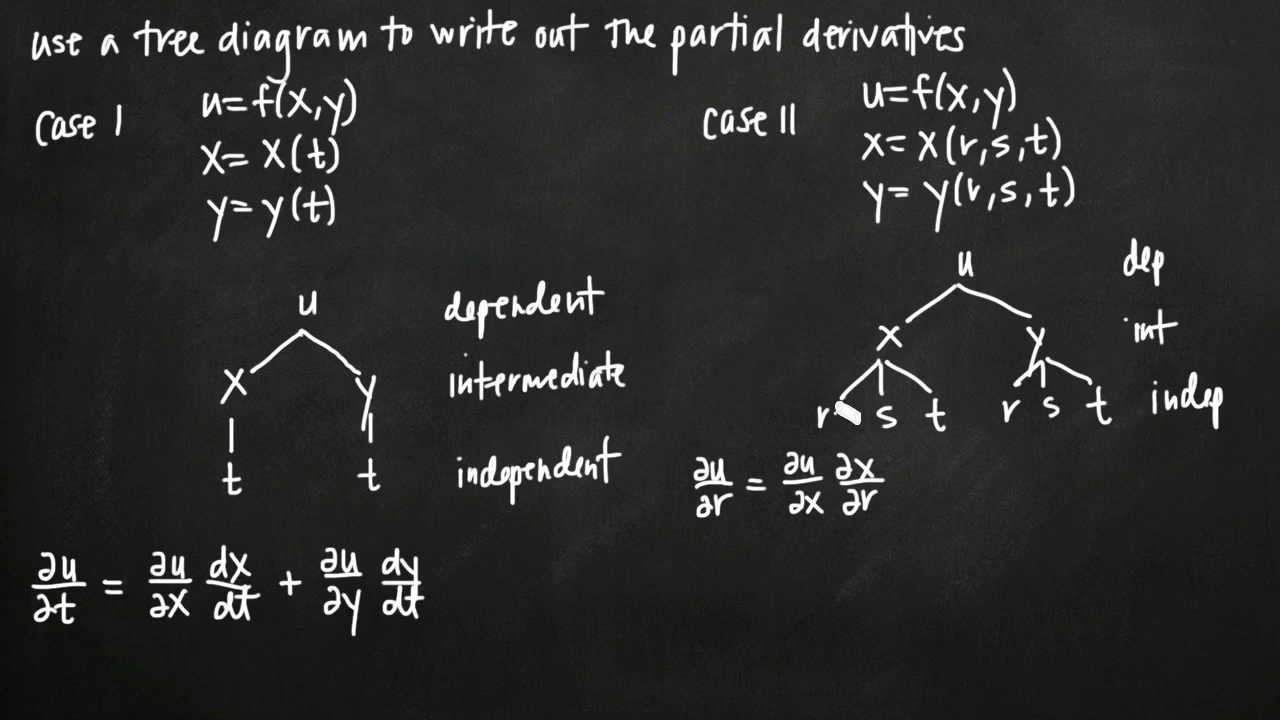 use a tree diagram to write out the partial derivatives
Case I
u=f(x,y)
x=x(t)
y=y(t)
u
dependent
x y
intermediate
t t
independent
∂u/∂t = ∂u/∂x dx/dt + ∂u/∂y dy/dt
Case II
u=f(x,y)
x=x(r,s,t)
y=y(r,s,t)
u
dep
x y
int
r s t r s t
indep
∂u/∂r = ∂u/∂x ∂x/∂r